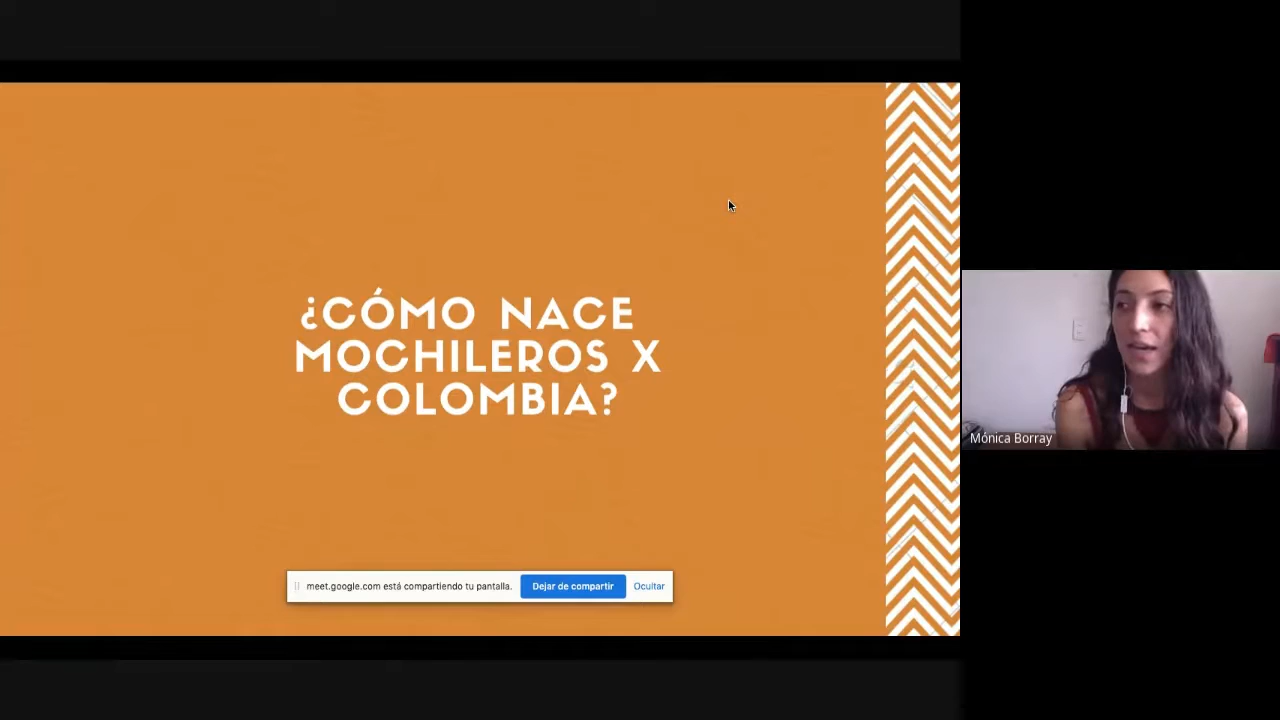 ¿CÓMO NACE
MOCHILEROS X
COLOMBIA?
meet.google.com está compartiendo tu pantalla. Dejar de compartir Ocultar
Mónica Borray